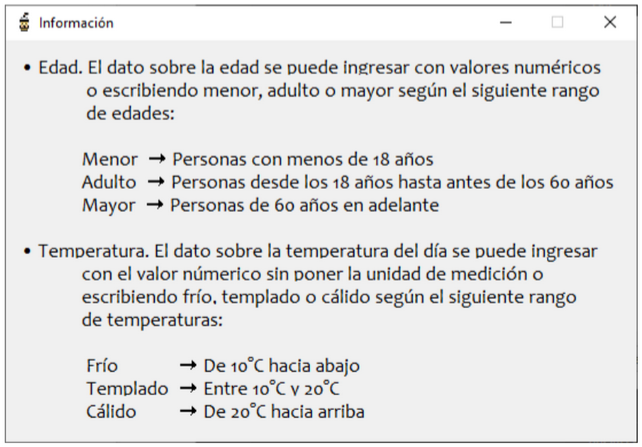 Información
• Edad. El dato sobre la edad se puede ingresar con valores numéricos
o escribiendo menor, adulto o mayor según el siguiente rango
de edades:
Menor → Personas con menos de 18 años
Adulto → Personas desde los 18 años hasta antes de los 60 años
Mayor → Personas de 60 años en adelante
• Temperatura. El dato sobre la temperatura del día se puede ingresar
con el valor númerico sin poner la unidad de medición o
escribiendo frío, templado o cálido según el siguiente rango
de temperaturas:
Frío → De 10°C hacia abajo
Templado → Entre 10°C y 20°C
Cálido → De 20°C hacia arriba